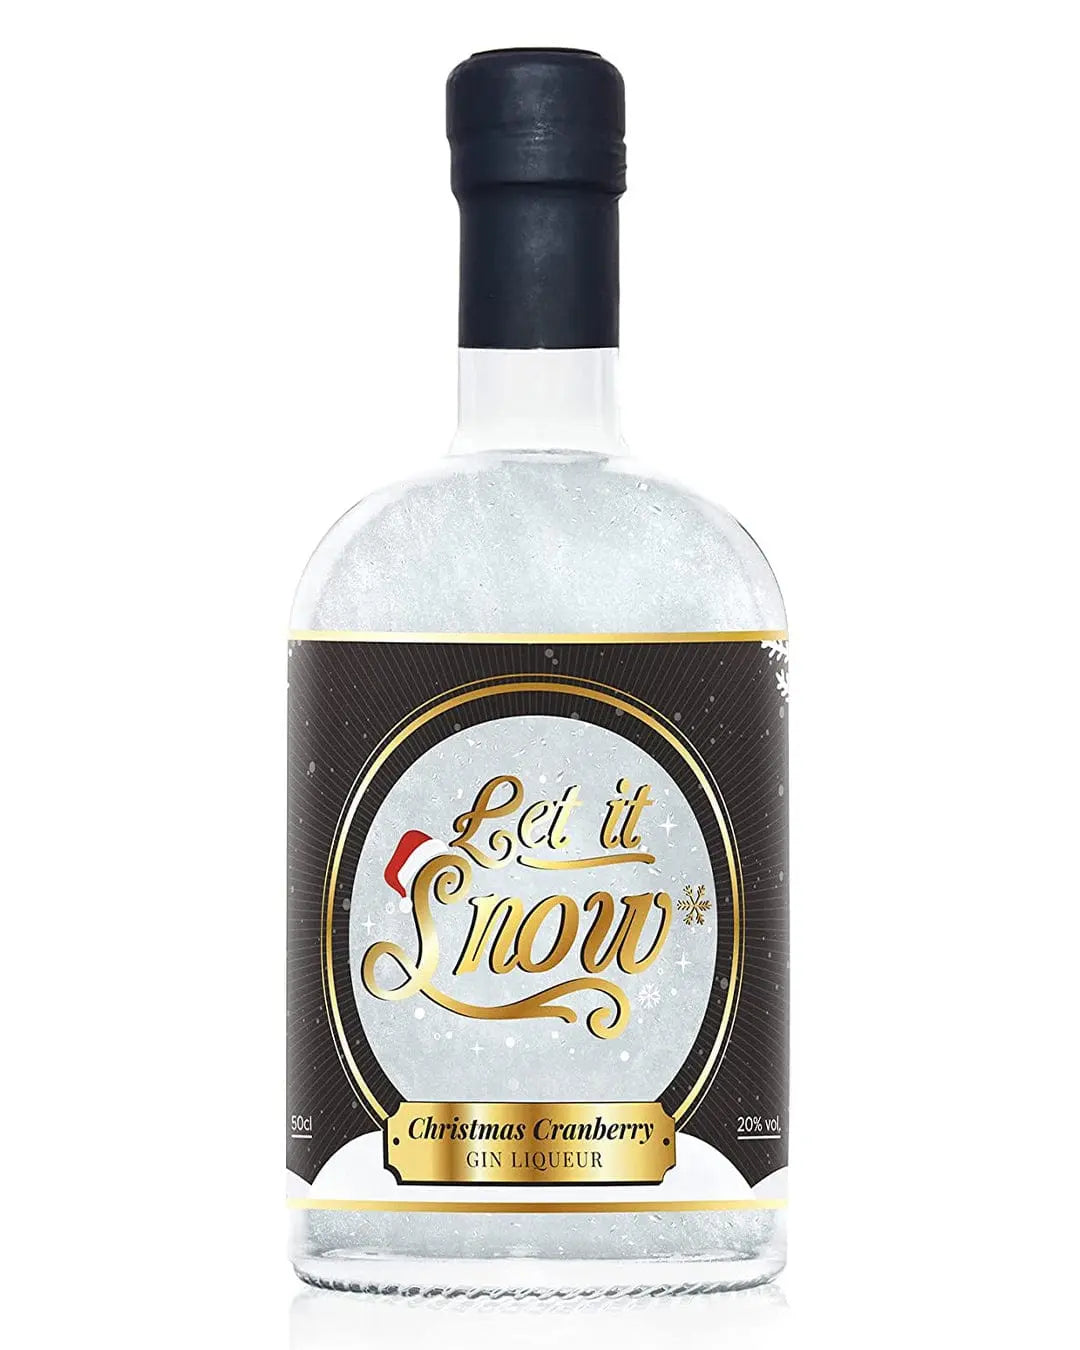 Let it
Snow
50cl
20% vol.
Christmas Cranberry
GIN LIQUEUR